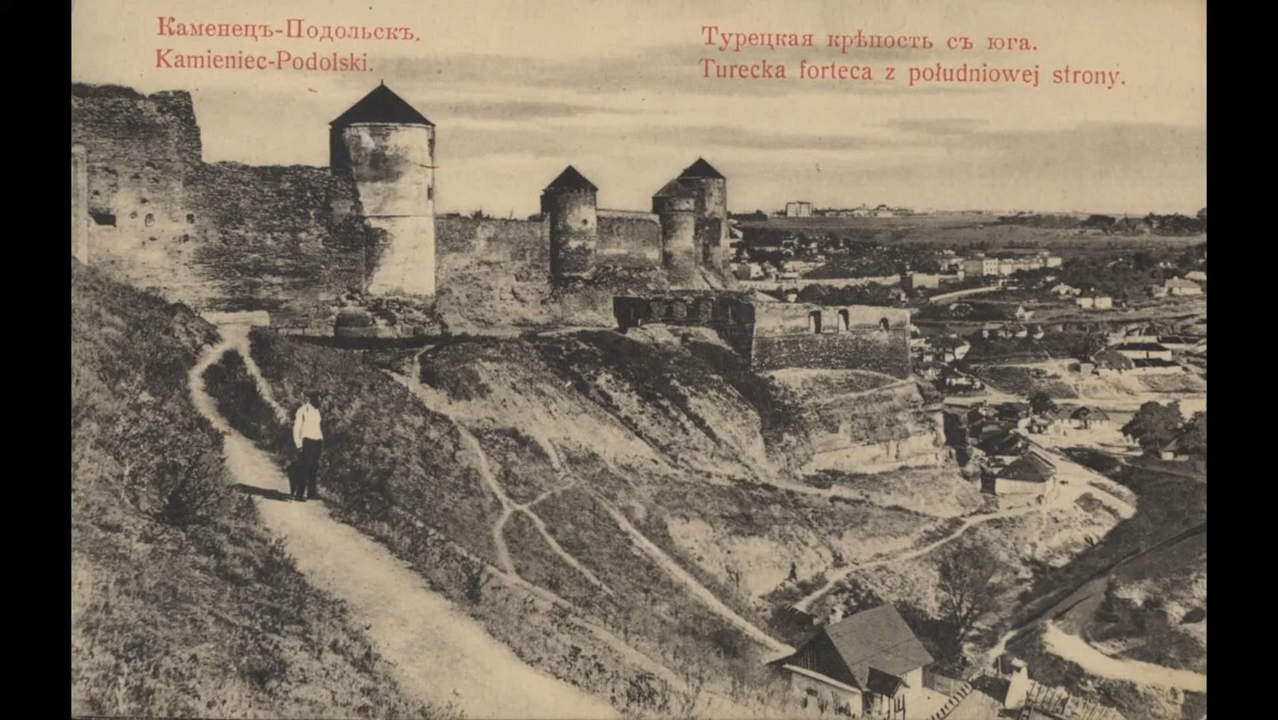 Каменецъ-Подольскъ.
Kamieniec-Podolski.
Турецкая крѣпость съ юга.
Turecka forteca z południowej strony.